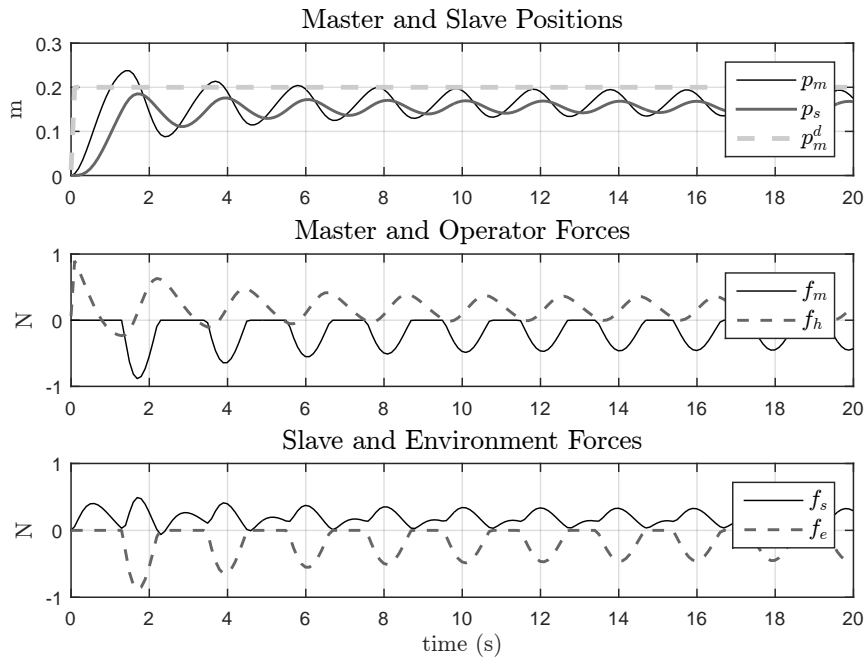 Master and Slave Positions
0.3
0.2
0.1
0
m
p_m
p_s
p_m^d
0 2 4 6 8 10 12 14 16 18 20
Master and Operator Forces
1
0
-1
N
f_m
f_h
0 2 4 6 8 10 12 14 16 18 20
Slave and Environment Forces
1
0
-1
N
f_s
f_e
0 2 4 6 8 10 12 14 16 18 20
time (s)